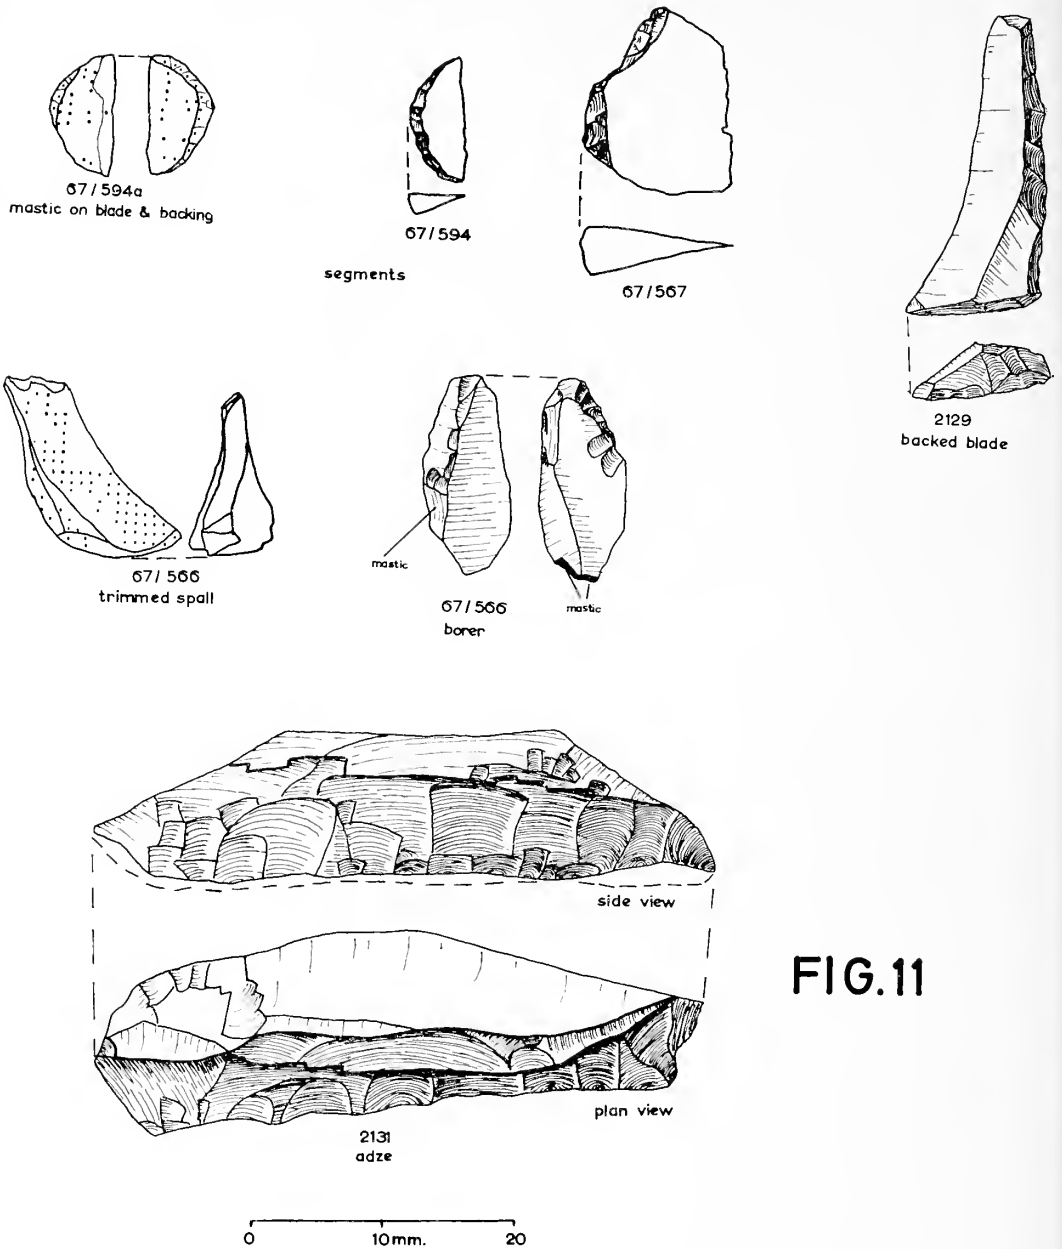 67/594a
mastic on blade & backing
67/594
segments
67/567
2129
backed blade
67/566
trimmed spall
mastic
67/566
borer
mastic
side view
FIG.11
plan view
2131
adze
0 10mm. 20